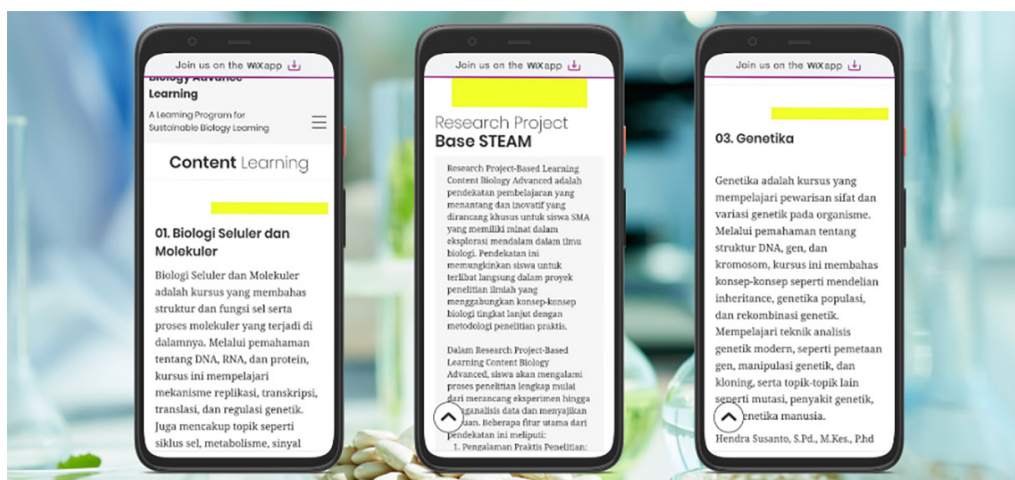 Join us on the WiX app
Biology Advance
Learning
A Learning Program for
Sustainable Biology Learning
Content Learning
01. Biologi Seluler dan
Molekuler
Biologi Seluler dan Molekuler
adalah kursus yang membahas
struktur dan fungsi sel serta
proses molekuler yang terjadi di
dalamnya. Melalui pemahaman
tentang DNA, RNA, dan protein,
kursus ini mempelajari
mekanisme replikasi, transkripsi,
translasi, dan regulasi genetik.
Juga mencakup topik seperti
siklus sel, metabolisme, sinyal
Join us on the WiX app
Research Project
Base STEAM
Research Project-Based Learning
Content Biology Advanced adalah
pendekatan pembelajaran yang
menantang dan inovatif yang
dirancang khusus untuk siswa SMA
yang memiliki minat dalam
eksplorasi mendalam dalam ilmu
biologi. Pendekatan ini
memungkinkan siswa untuk
terlibat langsung dalam proyek
penelitian ilmiah yang
menggabungkan konsep-konsep
biologi tingkat lanjut dengan
metodologi penelitian praktis.
Dalam Research Project-Based
Learning Content Biology
Advanced, siswa akan mengalami
proses penelitian lengkap mulai
dari merancang eksperimen hingga
data dan menyajikan
Beberapa fitur utama dari
pendekatan ini meliputi:
1. Pengalaman Praktis Penelitian:
Join us on the WiX app
03. Genetika
Genetika adalah kursus yang
mempelajari pewarisan sifat dan
variasi genetik pada organisme.
Melalui pemahaman tentang
struktur DNA, gen, dan
kromosom, kursus ini membahas
konsep-konsep seperti mendelian
inheritance, genetika populasi,
dan rekombinasi genetik.
Mempelajari teknik analisis
genetik modern, seperti pemetaan
gen, manipulasi genetik, dan
kloning, serta topik-topik lain
seperti mutasi, penyakit genetik,
genetika manusia.
Hendra Susanto, S.Pd., M.Kes., P.hd